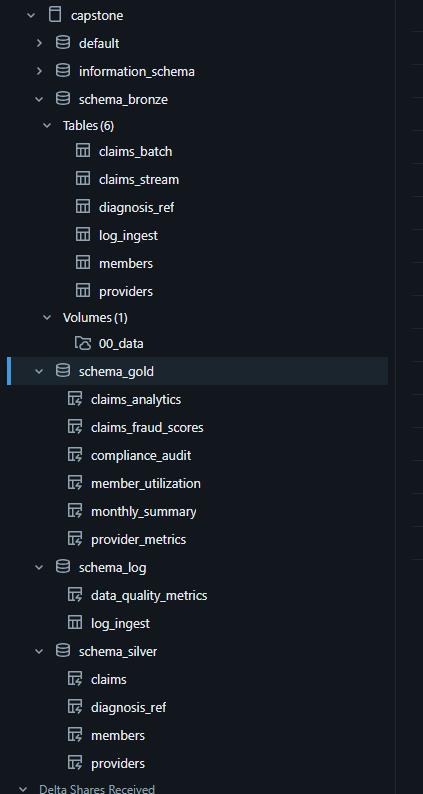 capstone
default
information_schema
schema_bronze
Tables (6)
claims_batch
claims_stream
diagnosis_ref
log_ingest
members
providers
Volumes (1)
00_data
schema_gold
claims_analytics
claims_fraud_scores
compliance_audit
member_utilization
monthly_summary
provider_metrics
schema_log
data_quality_metrics
log_ingest
schema_silver
claims
diagnosis_ref
members
providers
Delta Shares Received